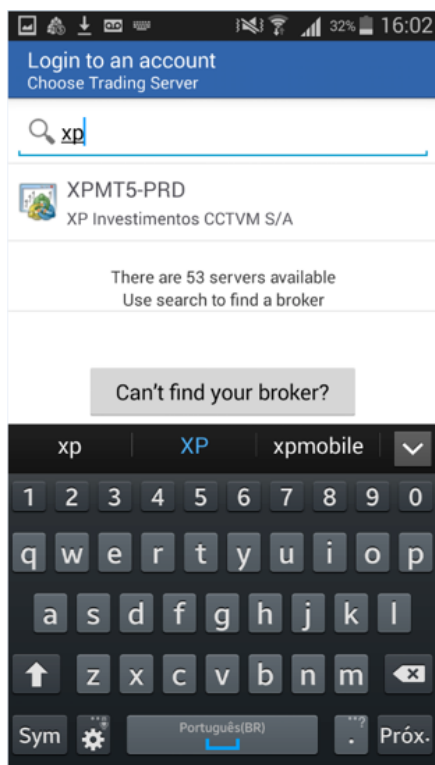 32% 16:02
Login to an account
Choose Trading Server
xp
XPMT5-PRD
XP Investimentos CCTVM S/A
There are 53 servers available
Use search to find a broker
Can't find your broker?
xp XP xpmobile
1 2 3 4 5 6 7 8 9 0
q w e r t y u i o p
a s d f g h j k l
z x c v b n m
Sym Português(BR) . ? Próx.